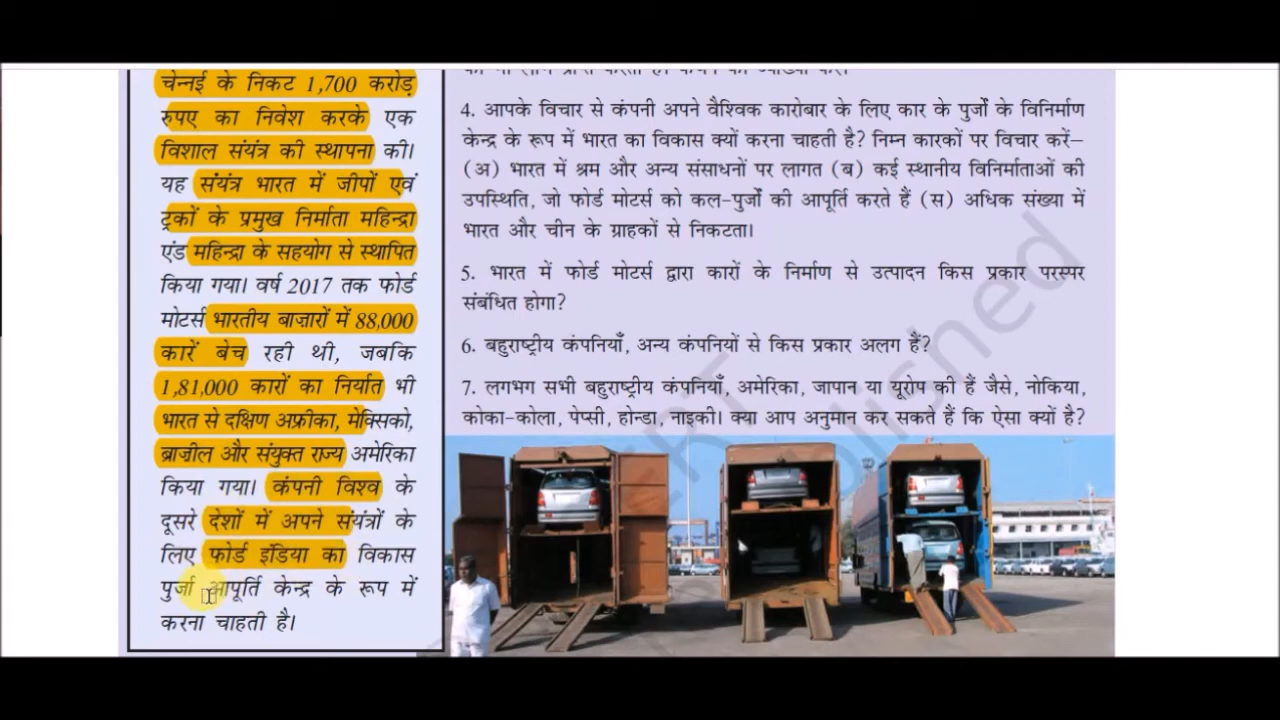 चेन्नई के निकट 1,700 करोड़
रुपए का निवेश करके एक
विशाल संयंत्र की स्थापना की।
यह संयंत्र भारत में जीपों एवं
ट्रकों के प्रमुख निर्माता महिन्द्रा
एंड महिन्द्रा के सहयोग से स्थापित
किया गया। वर्ष 2017 तक फोर्ड
मोटर्स भारतीय बाज़ारों में 88,000
कारें बेच रही थी, जबकि
1,81,000 कारों का निर्यात भी
भारत से दक्षिण अफ्रीका, मेक्सिको,
ब्राजील और संयुक्त राज्य अमेरिका
किया गया। कंपनी विश्व के
दूसरे देशों में अपने संयंत्रों के
लिए फोर्ड इंडिया का विकास
पुर्जा आपूर्ति केन्द्र के रूप में
करना चाहती है।
4. आपके विचार से कंपनी अपने वैश्विक कारोबार के लिए कार के पुर्जों के विनिर्माण
केन्द्र के रूप में भारत का विकास क्यों करना चाहती है? निम्न कारकों पर विचार करें–
(अ) भारत में श्रम और अन्य संसाधनों पर लागत (ब) कई स्थानीय विनिर्माताओं की
उपस्थिति, जो फोर्ड मोटर्स को कल-पुर्जों की आपूर्ति करते हैं (स) अधिक संख्या में
भारत और चीन के ग्राहकों से निकटता।
5. भारत में फोर्ड मोटर्स द्वारा कारों के निर्माण से उत्पादन किस प्रकार परस्पर
संबंधित होगा?
6. बहुराष्ट्रीय कंपनियाँ, अन्य कंपनियों से किस प्रकार अलग हैं?
7. लगभग सभी बहुराष्ट्रीय कंपनियाँ, अमेरिका, जापान या यूरोप की हैं जैसे, नोकिया,
कोका-कोला, पेप्सी, होन्डा, नाइकी। क्या आप अनुमान कर सकते हैं कि ऐसा क्यों है?
published